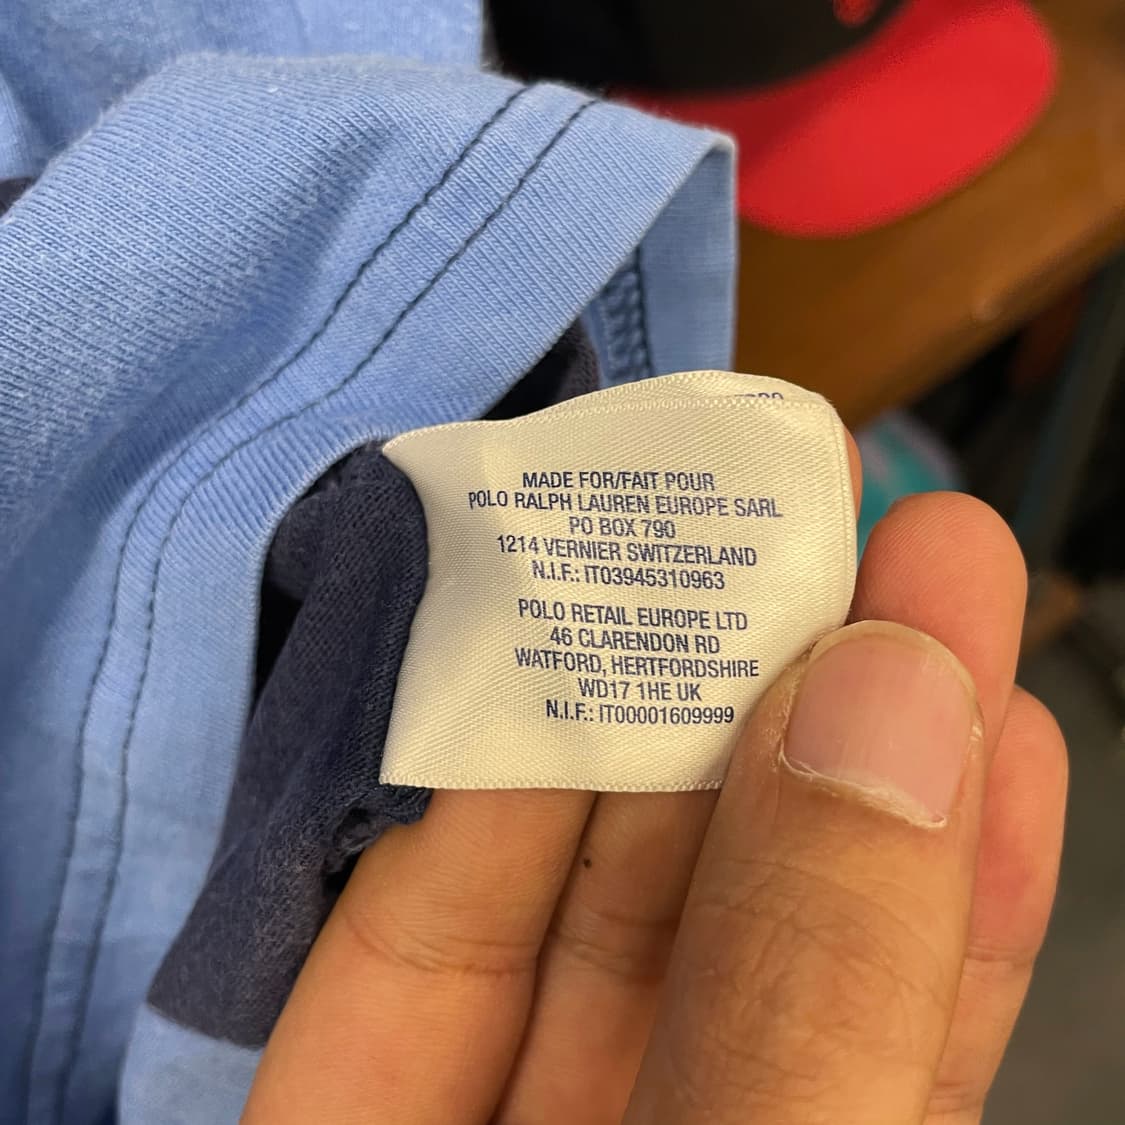 MADE FOR/FAIT POUR
POLO RALPH LAUREN EUROPE SARL
PO BOX 790
1214 VERNIER SWITZERLAND
N.I.F.: IT03945310963
POLO RETAIL EUROPE LTD
46 CLARENDON RD
WATFORD, HERTFORDSHIRE
WD17 1HE UK
N.I.F.: IT00001609999